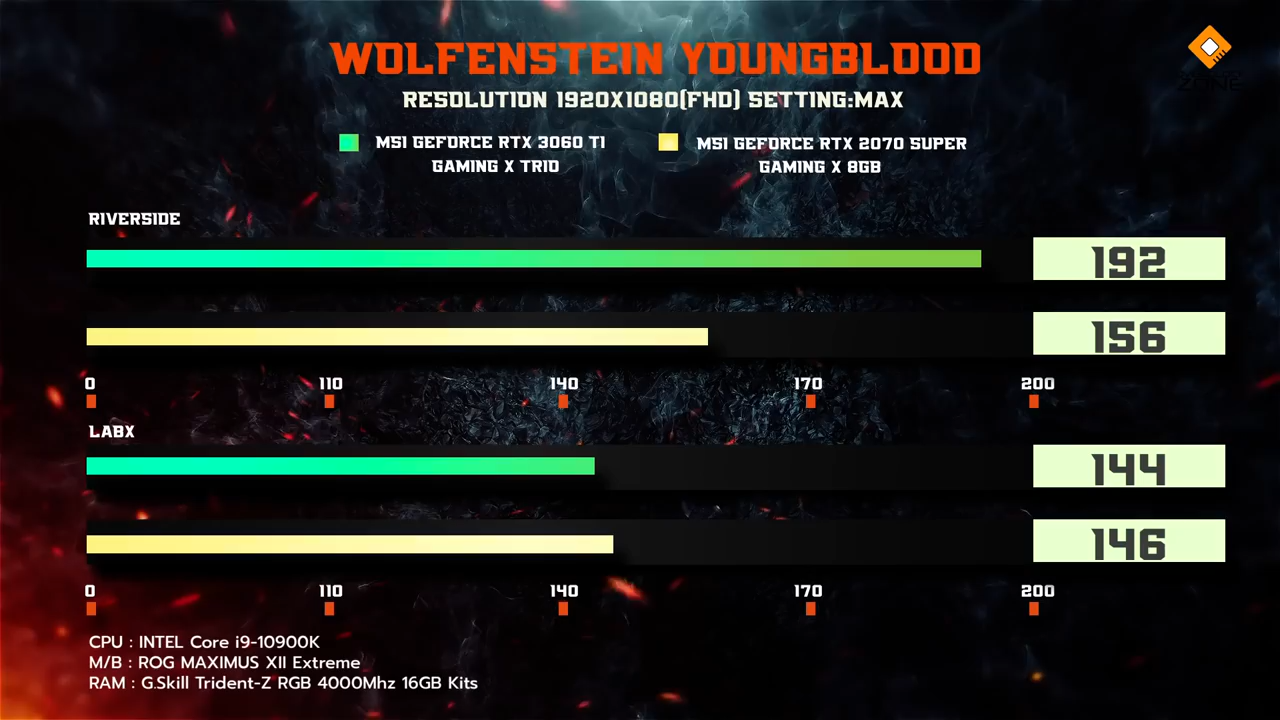 WOLFENSTEIN YOUNGBLOOD
RESOLUTION 1920X1080(FHD) SETTING:MAX
MSI GEFORCE RTX 3060 TI
GAMING X TRIO
MSI GEFORCE RTX 2070 SUPER
GAMING X 8GB
ZONE
RIVERSIDE
192
156
0 110 140 170 200
LABX
144
146
0 110 140 170 200
CPU : INTEL Core i9-10900K
M/B : ROG MAXIMUS XII Extreme
RAM : G.Skill Trident-Z RGB 4000Mhz 16GB Kits